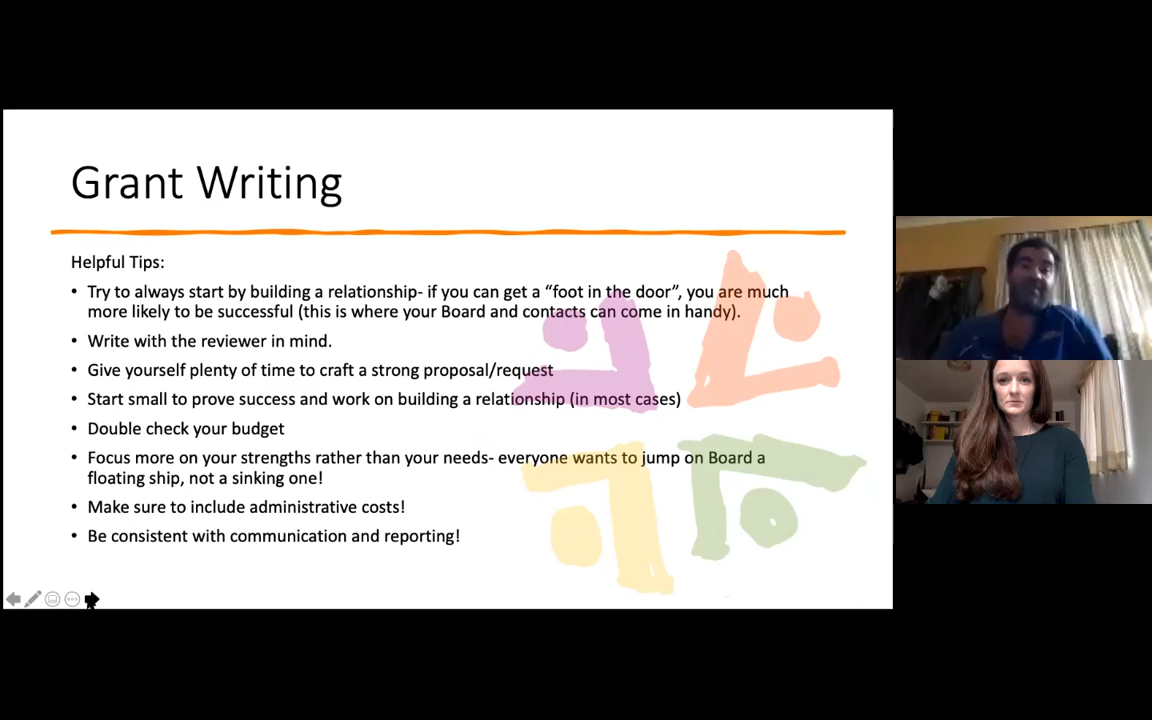 Grant Writing
Helpful Tips:
• Try to always start by building a relationship- if you can get a “foot in the door”, you are much
more likely to be successful (this is where your Board and contacts can come in handy).
• Write with the reviewer in mind.
• Give yourself plenty of time to craft a strong proposal/request
• Start small to prove success and work on building a relationship (in most cases)
• Double check your budget
• Focus more on your strengths rather than your needs- everyone wants to jump on Board a
floating ship, not a sinking one!
• Make sure to include administrative costs!
• Be consistent with communication and reporting!